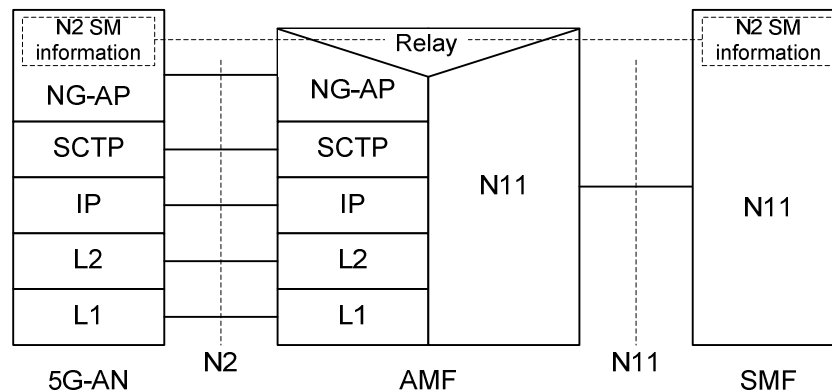 N2 SM
information
NG-AP
SCTP
IP
L2
L1
5G-AN
N2
Relay
NG-AP
SCTP
IP
L2
L1
N11
AMF
N11
N2 SM
information
N11
SMF